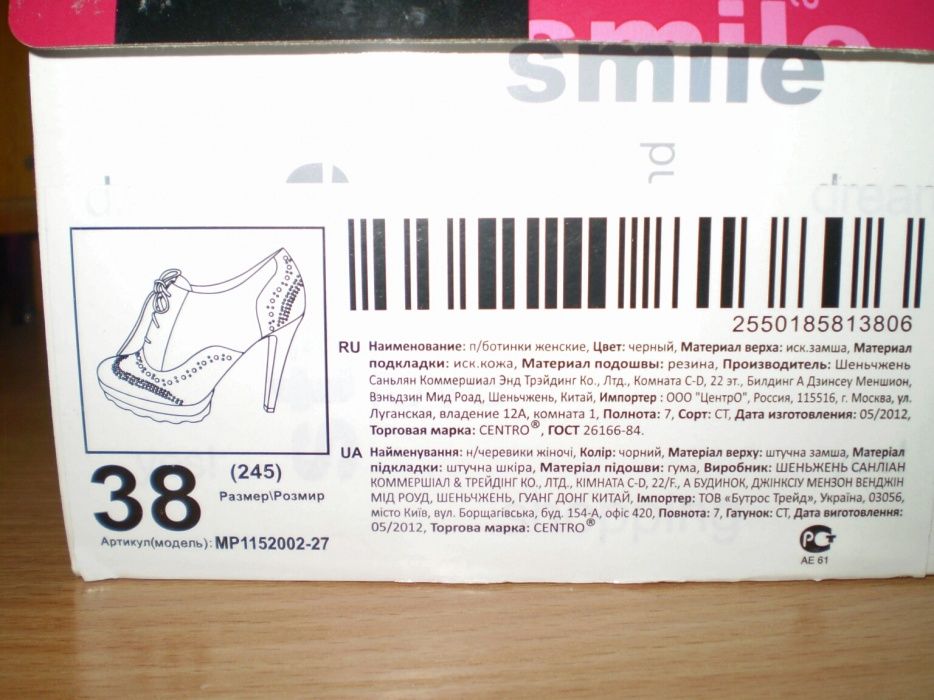 smile
drear
2550185813806
RU Наименование: п/ботинки женские, Цвет: черный, Материал верха: иск.замша, Материал
подкладки: иск.кожа, Материал подошвы: резина, Производитель: Шеньчжень
Саньлян Коммершиал Энд Трэйдинг Ко., Лтд., Комната C-D, 22 эт., Билдинг А Дзинсеу Меншион,
Вэньдзин Мид Роад, Шеньчжень, Китай, Импортер : ООО "ЦентрО", Россия, 115516, г. Москва, ул.
Луганская, владение 12А, комната 1, Полнота: 7, Сорт: СТ, Дата изготовления: 05/2012,
Торговая марка: CENTRO®, ГОСТ 26166-84.
UA Найменування: н/черевики жіночі, Колір: чорний, Матеріал верху: штучна замша, Матеріал
підкладки: штучна шкіра, Матеріал підошви: гума, Виробник: ШЕНЬЖЕНЬ САНЛІАН
КОММЕРШІАЛ & ТРЕЙДІНГ КО., ЛТД., КІМНАТА C-D, 22/F., А БУДИНОК, ДЖІНКСІУ МЕНЗОН ВЕНДЖІН
МІД РОУД, ШЕНЬЧЖЕНЬ, ГУАНГ ДОНГ КИТАЙ, Імпортер: ТОВ «Бутрос Трейд», Україна, 03056,
місто Київ, вул. Борщагівська, буд. 154-А, офіс 420, Повнота: 7, Гатунок: СТ, Дата виготовлення:
05/2012, Торгова марка: CENTRO®
38 (245)
Размер\Розмир
Артикул(модель): MP1152002-27
РСТ
АЕ 61